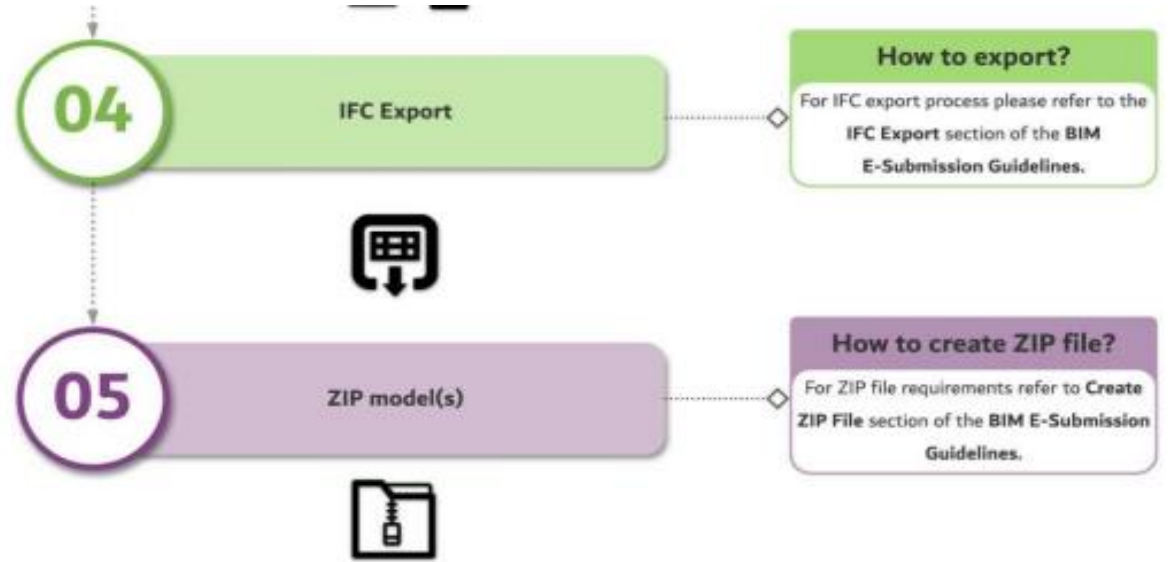 04
IFC Export
How to export?
For IFC export process please refer to the
IFC Export section of the BIM
E-Submission Guidelines.
05
ZIP model(s)
How to create ZIP file?
For ZIP file requirements refer to Create
ZIP File section of the BIM E-Submission
Guidelines.